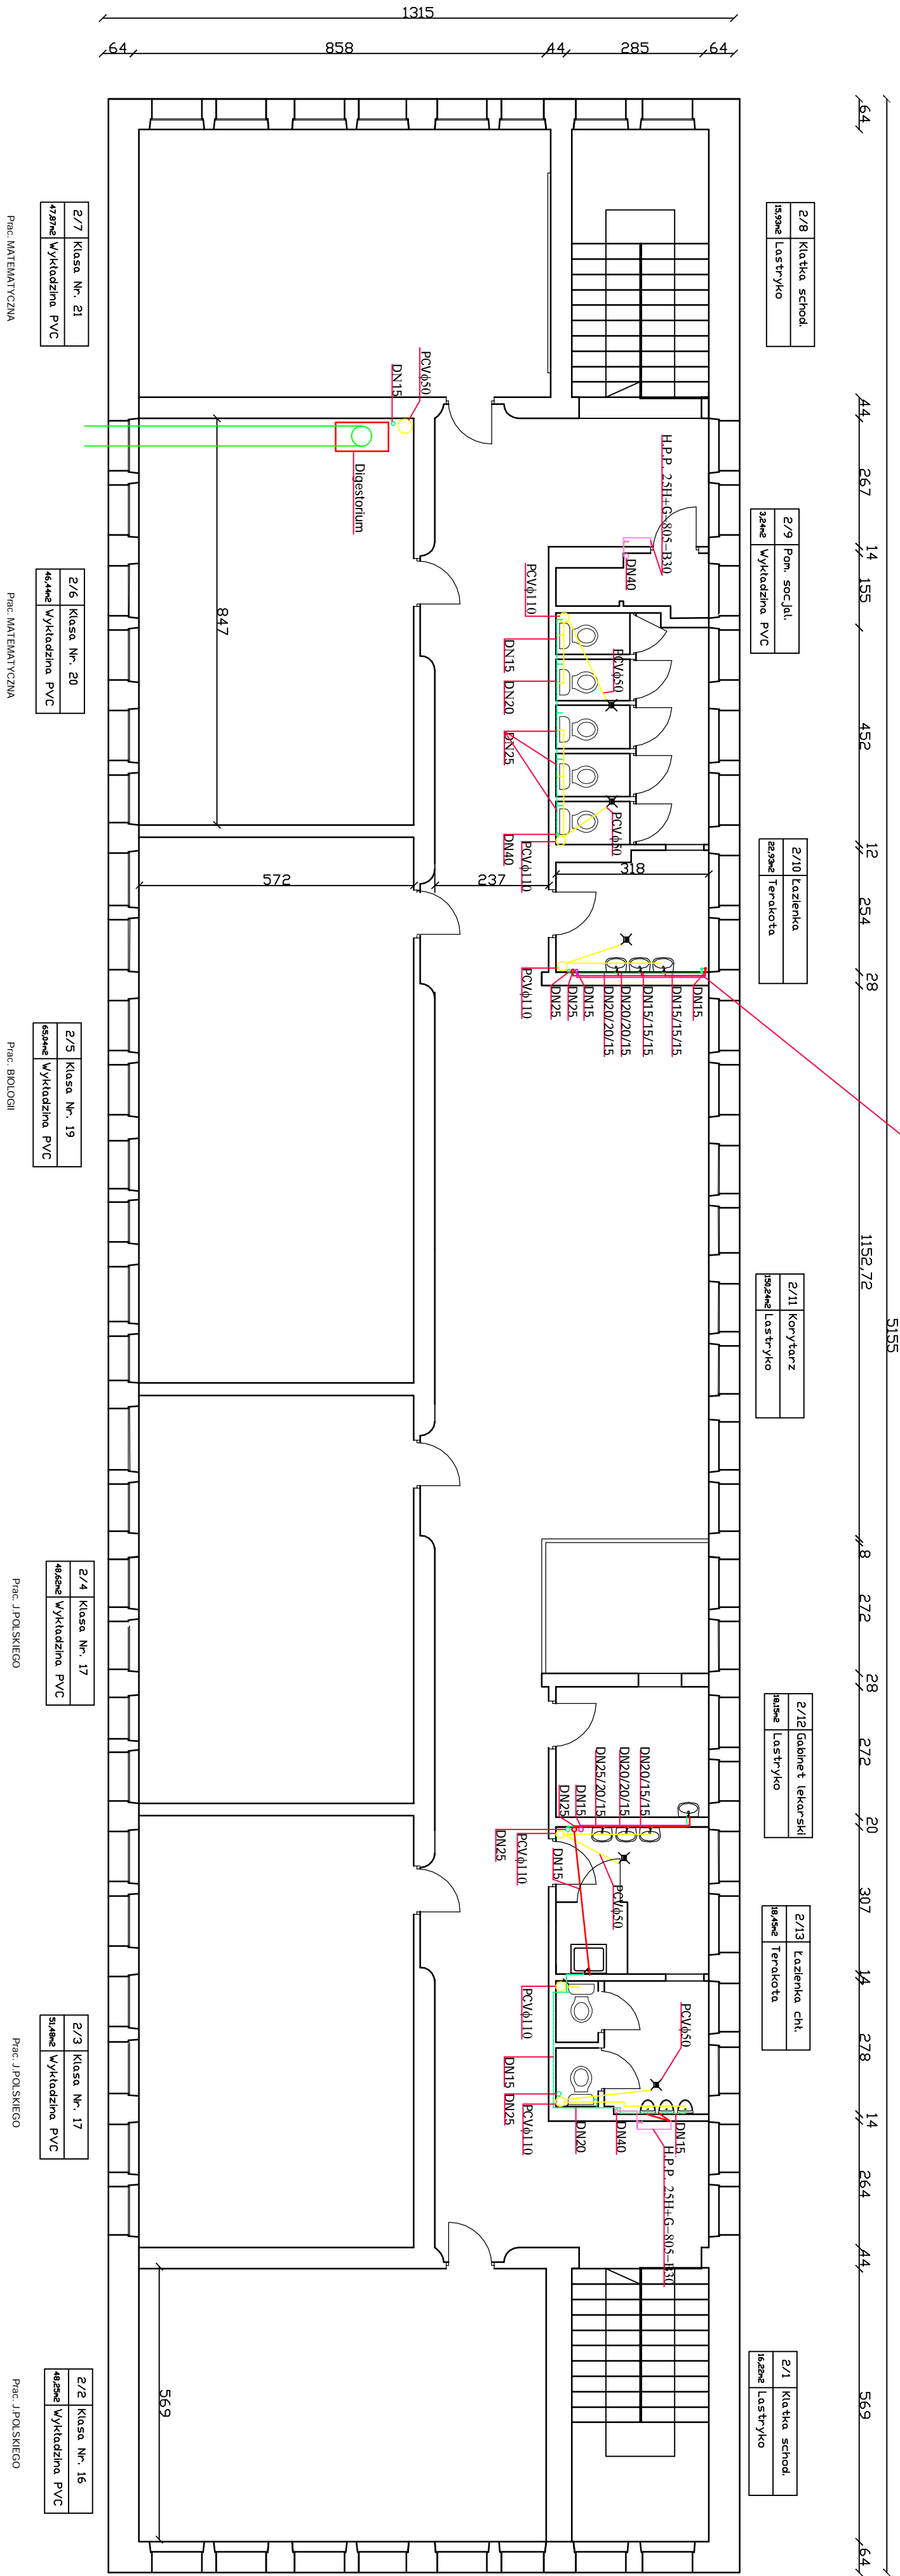 1315
64
858
44
285
64
5155
64
44
267
14
155
452
12
254
28
1152,72
8
272
28
272
20
307
14
278
14
264
44
569
64
2/8 Klatka schod.
15,93m2 Lastryko
2/9 Pom. socjal.
3,24m2 Wykładzina PVC
2/10 Łazienka
22,93m2 Terakota
2/11 Korytarz
150,24m2 Lastryko
2/12 Gabinet lekarski
18,15m2 Lastryko
2/13 Łazienka chł.
18,45m2 Terakota
2/1 Klatka schod.
16,22m2 Lastryko
H.P.P. 25H+G-805-B30
DN40
PCVϕ110
DN15
DN20
DN25
DN40
PCVϕ50
PCVϕ50
PCVϕ110
318
237
572
847
PCVϕ50
DN15
Digestorium
PCVϕ110
DN25
DN25
DN15
DN20/20/15
DN20/20/15
DN15/15/15
DN15/15/15
DN15
DN20/15/15
DN20/20/15
DN25/20/15
DN15
DN25
DN25
PCVϕ110
DN15
PCVϕ50
PCVϕ110
PCVϕ50
DN15
DN25
PCVϕ110
DN20
DN40
DN15
H.P.P. 25H+G-805-B30
569
2/7 Klasa Nr. 21
47,87m2 Wykładzina PVC
Prac. MATEMATYCZNA
2/6 Klasa Nr. 20
46,44m2 Wykładzina PVC
Prac. MATEMATYCZNA
2/5 Klasa Nr. 19
65,04m2 Wykładzina PVC
Prac. BIOLOGII
2/4 Klasa Nr. 17
48,62m2 Wykładzina PVC
Prac. J.POLSKIEGO
2/3 Klasa Nr. 17
51,48m2 Wykładzina PVC
Prac. J.POLSKIEGO
2/2 Klasa Nr. 16
48,25m2 Wykładzina PVC
Prac. J.POLSKIEGO